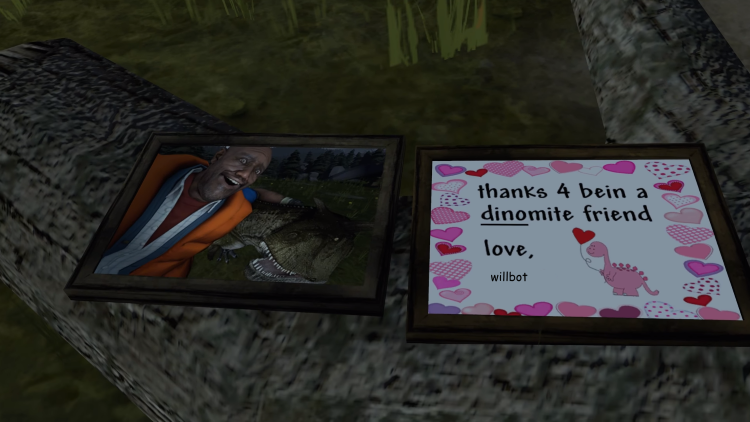 thanks 4 bein a
dinomite friend
love,
willbot